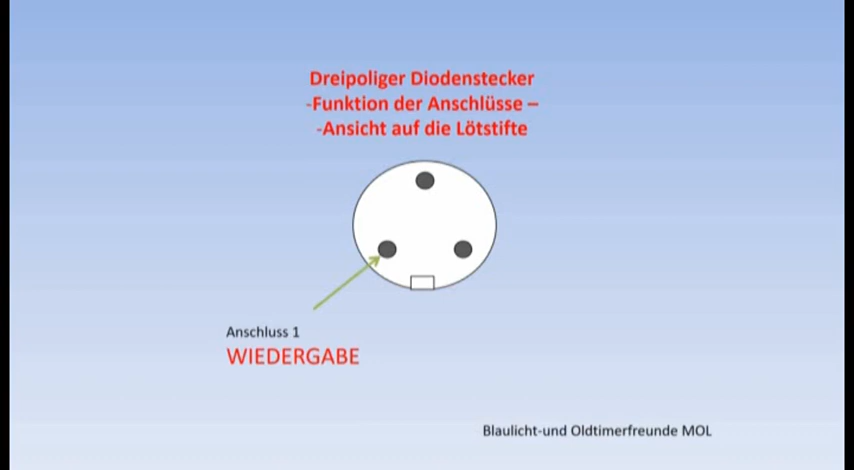 Dreipoliger Diodenstecker
-Funktion der Anschlüsse –
-Ansicht auf die Lötstifte
Anschluss 1
WIEDERGABE
Blaulicht-und Oldtimerfreunde MOL